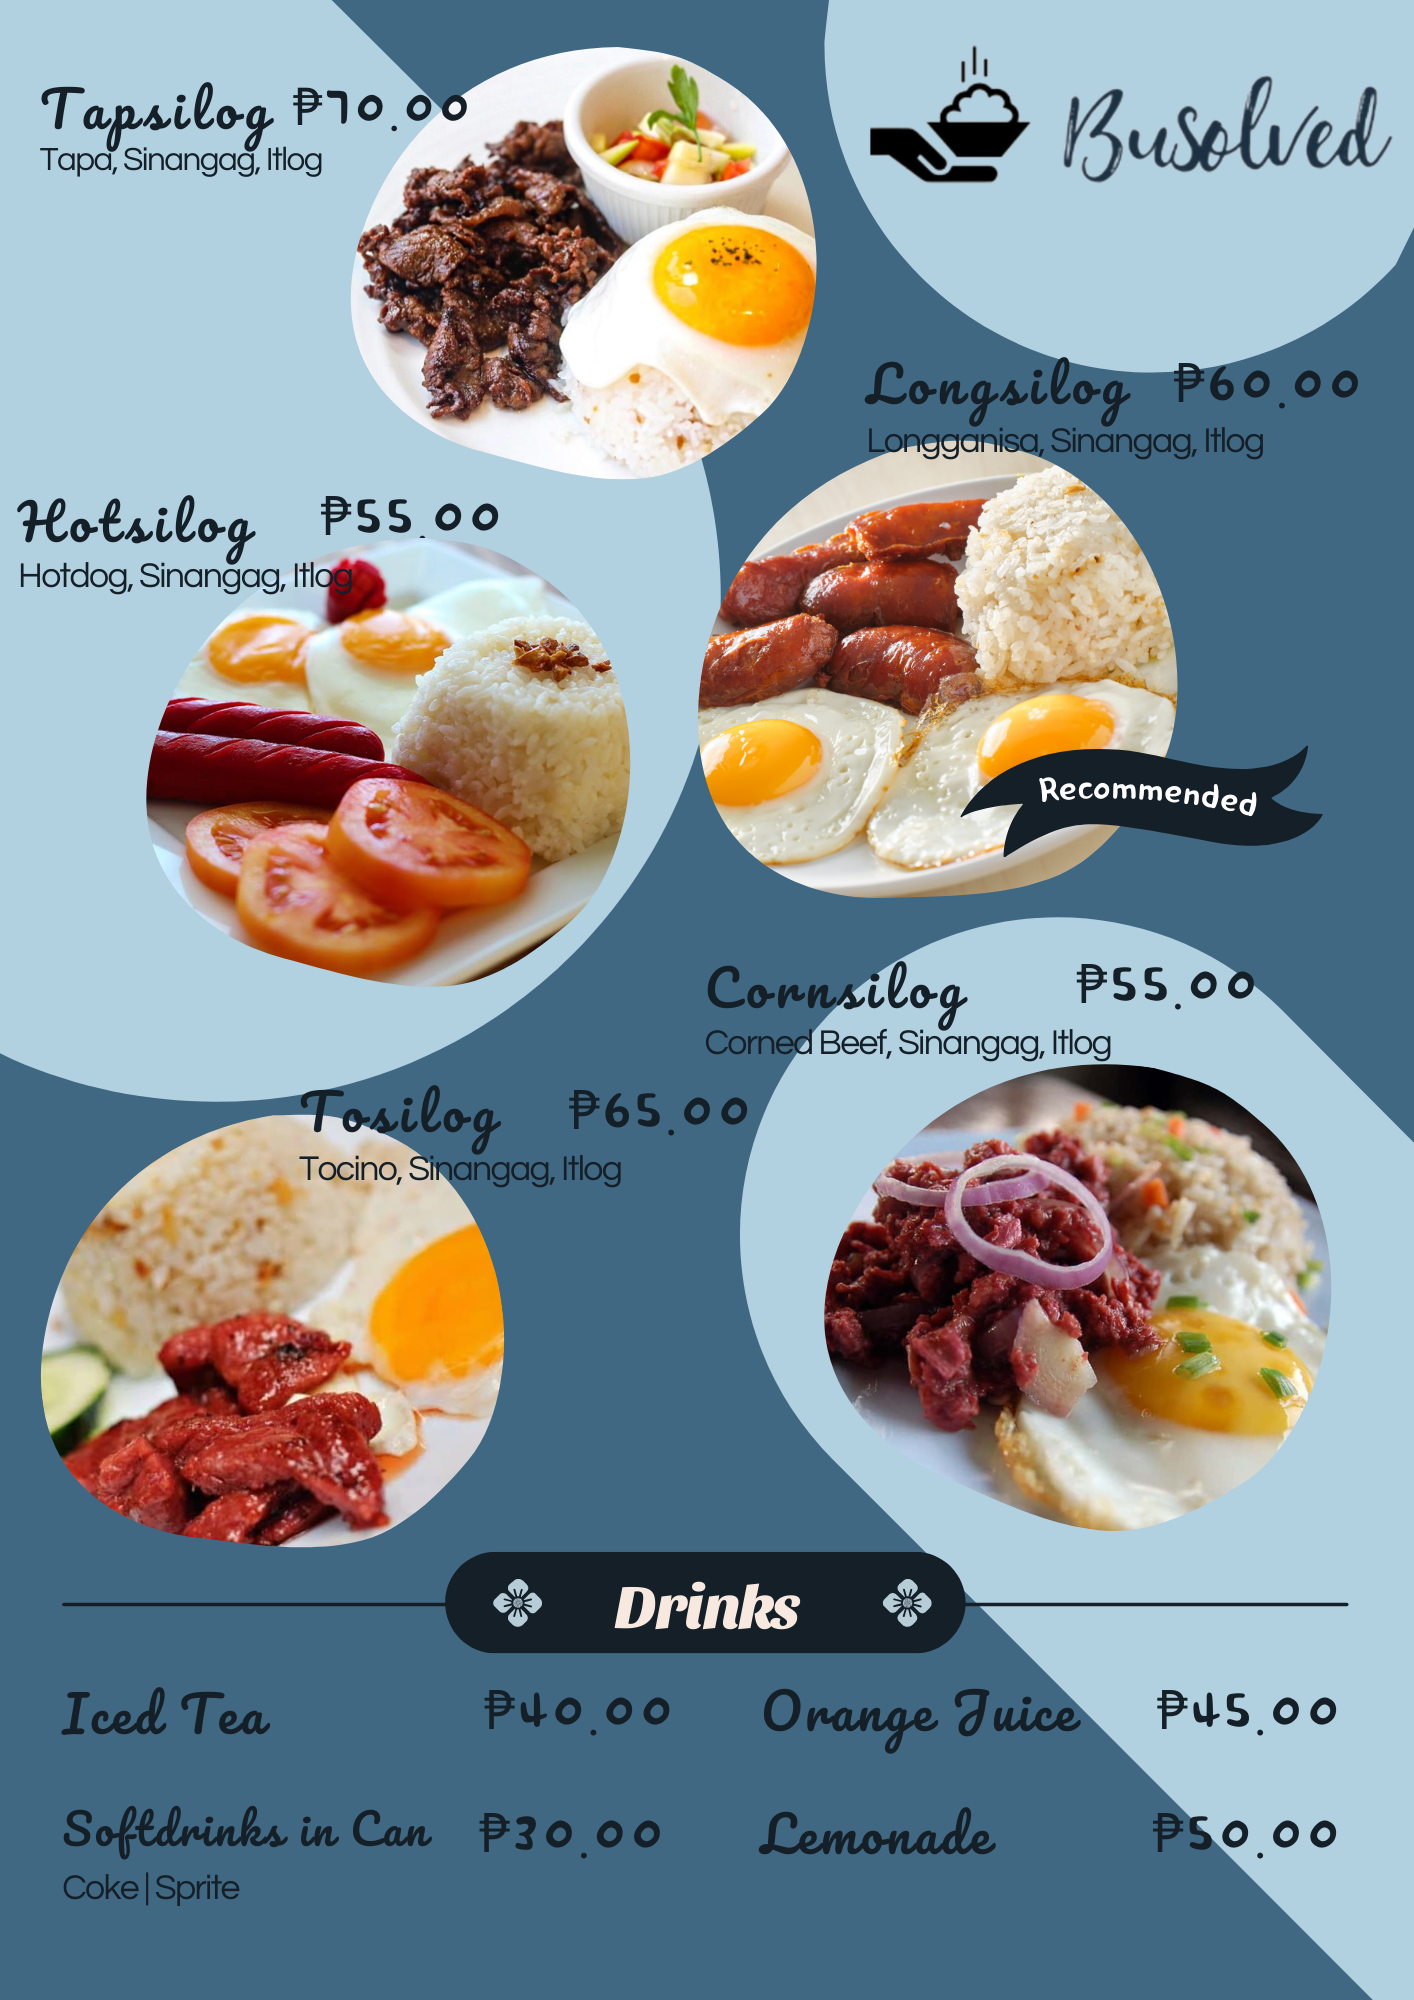 Busolved
Tapsilog ₱70.00
Tapa, Sinangag, Itlog
Longsilog ₱60.00
Longganisa, Sinangag, Itlog
Recommended
Hotsilog ₱55.00
Hotdog, Sinangag, Itlog
Cornsilog ₱55.00
Corned Beef, Sinangag, Itlog
Tosilog ₱65.00
Tocino, Sinangag, Itlog
Drinks
Iced Tea ₱40.00
Orange Juice ₱45.00
Softdrinks in Can ₱30.00
Coke | Sprite
Lemonade ₱50.00